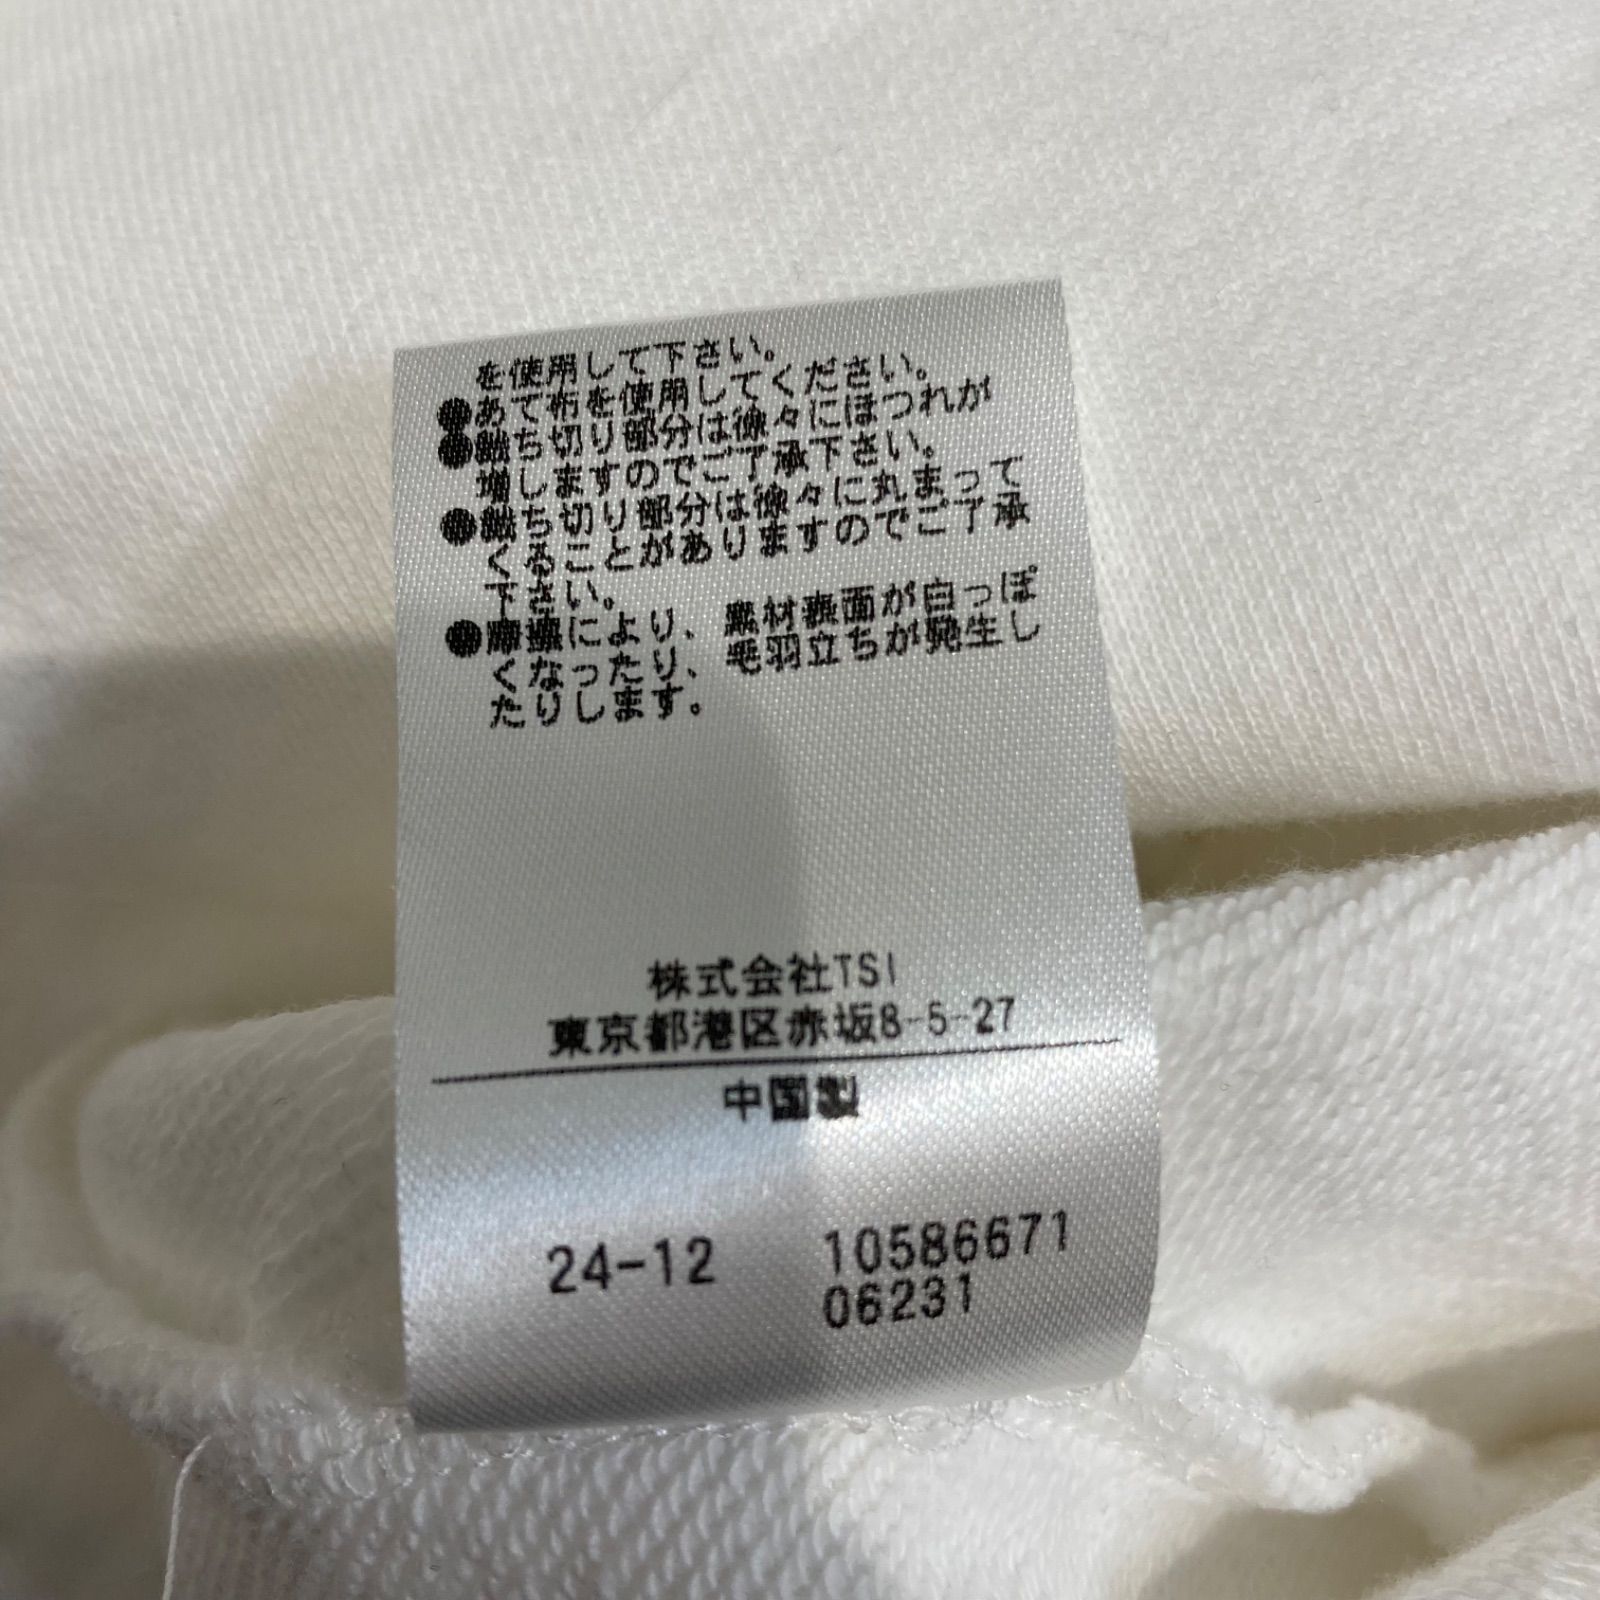 を使用して下さい。
●あて布を使用してください。
●裁ち切り部分は徐々にほつれが
増しますのでご了承下さい。
●裁ち切り部分は徐々に丸まって
くることがありますのでご了承
下さい。
●摩擦により、素材表面が白っぽ
くなったり、毛羽立ちが発生し
たりします。
株式会社TSI
東京都港区赤坂8-5-27
中国製
24-12 10586671
06231